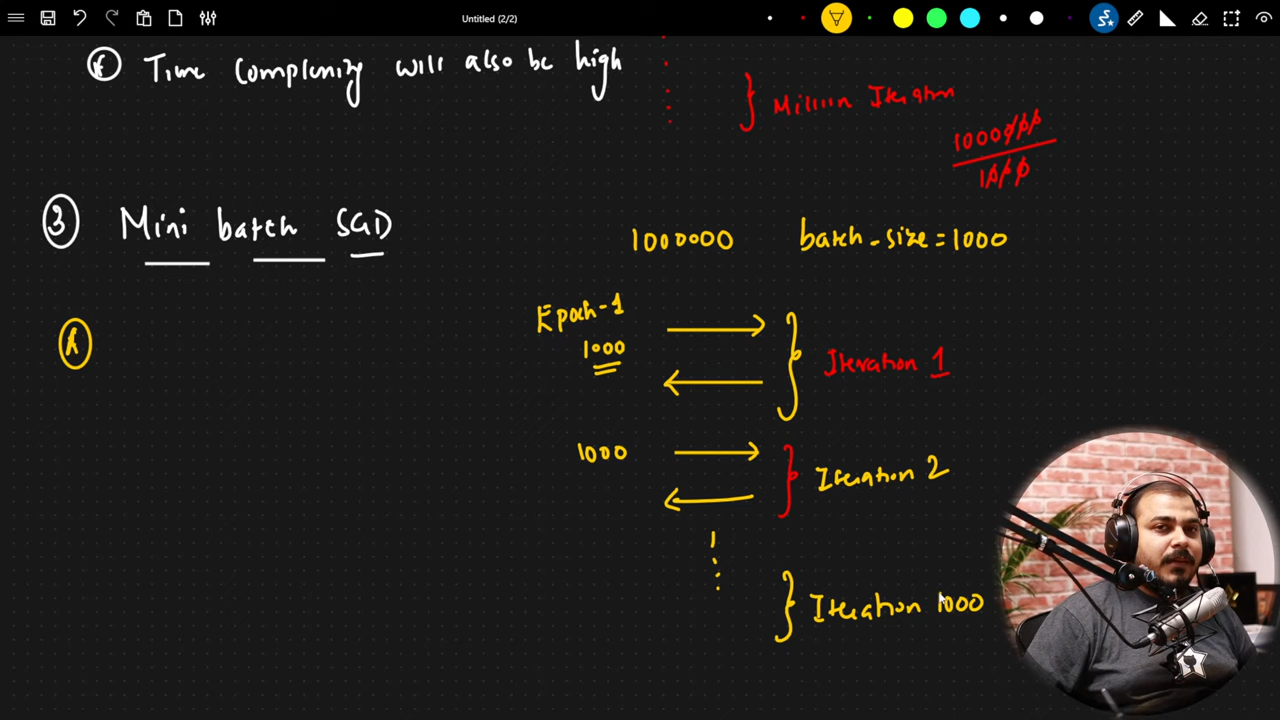 Untitled (2/2)
Time Complexity will also be high
Million Iteration
1000000
1000
③ Mini batch SGD
1000000 batch-size=1000
Epoch-1
1000
Iteration 1
1000
Iteration 2
Iteration 1000